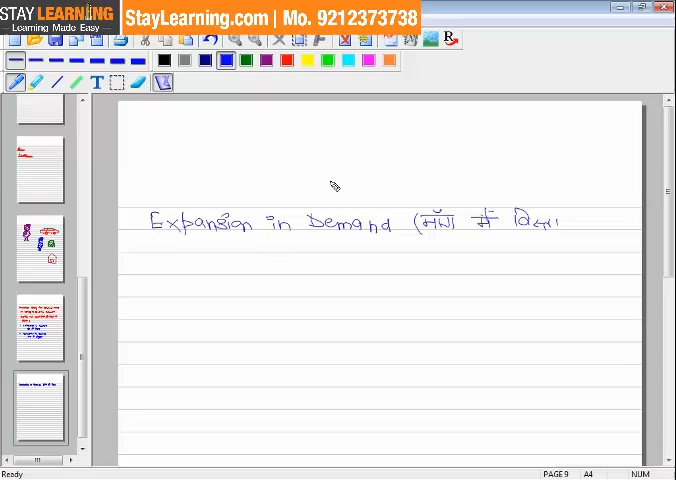 STAY LEARNING
Learning Made Easy
StayLearning.com | Mo. 9212373738
T
R
Expansion in Demand (माँग में
Ready
PAGE 9
A4
NUM